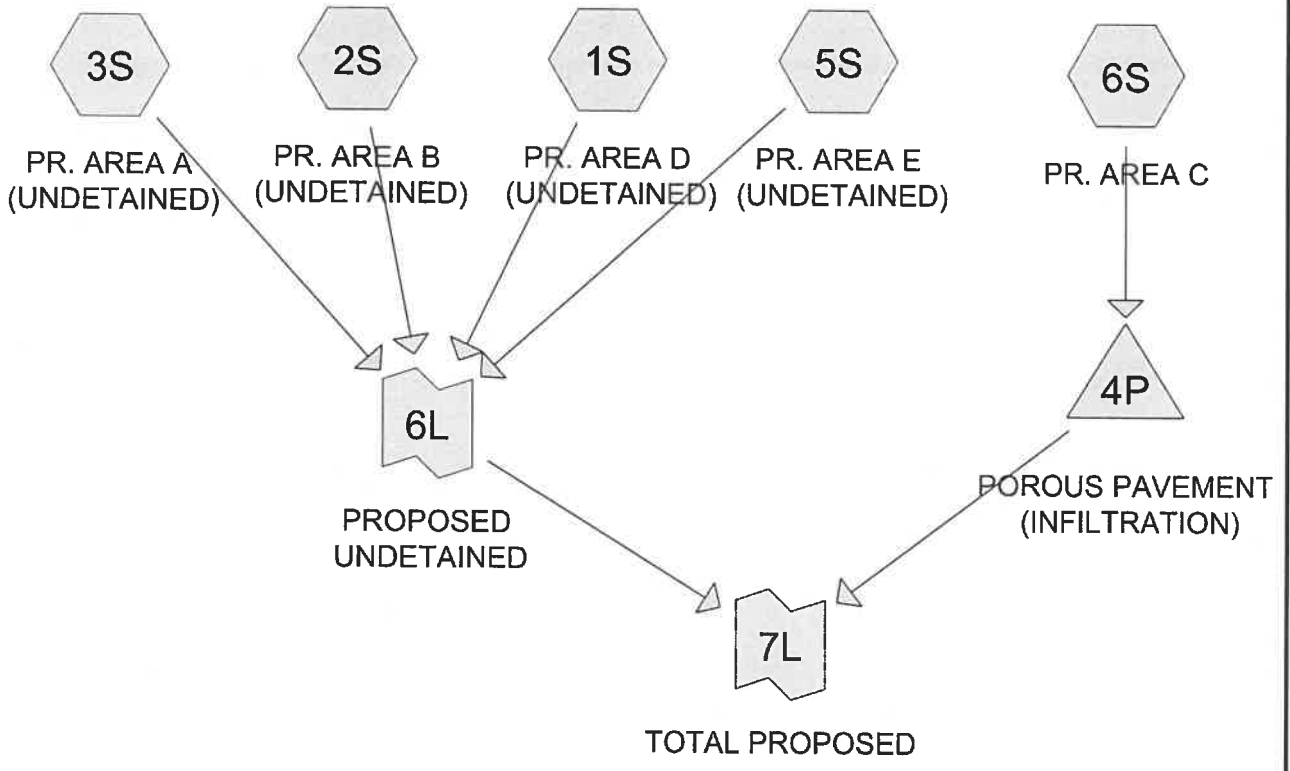 3S
PR. AREA A
(UNDETAINED)
2S
PR. AREA B
(UNDETAINED)
1S
PR. AREA D
(UNDETAINED)
5S
PR. AREA E
(UNDETAINED)
6S
PR. AREA C
6L
PROPOSED
UNDETAINED
4P
POROUS PAVEMENT
(INFILTRATION)
7L
TOTAL PROPOSED